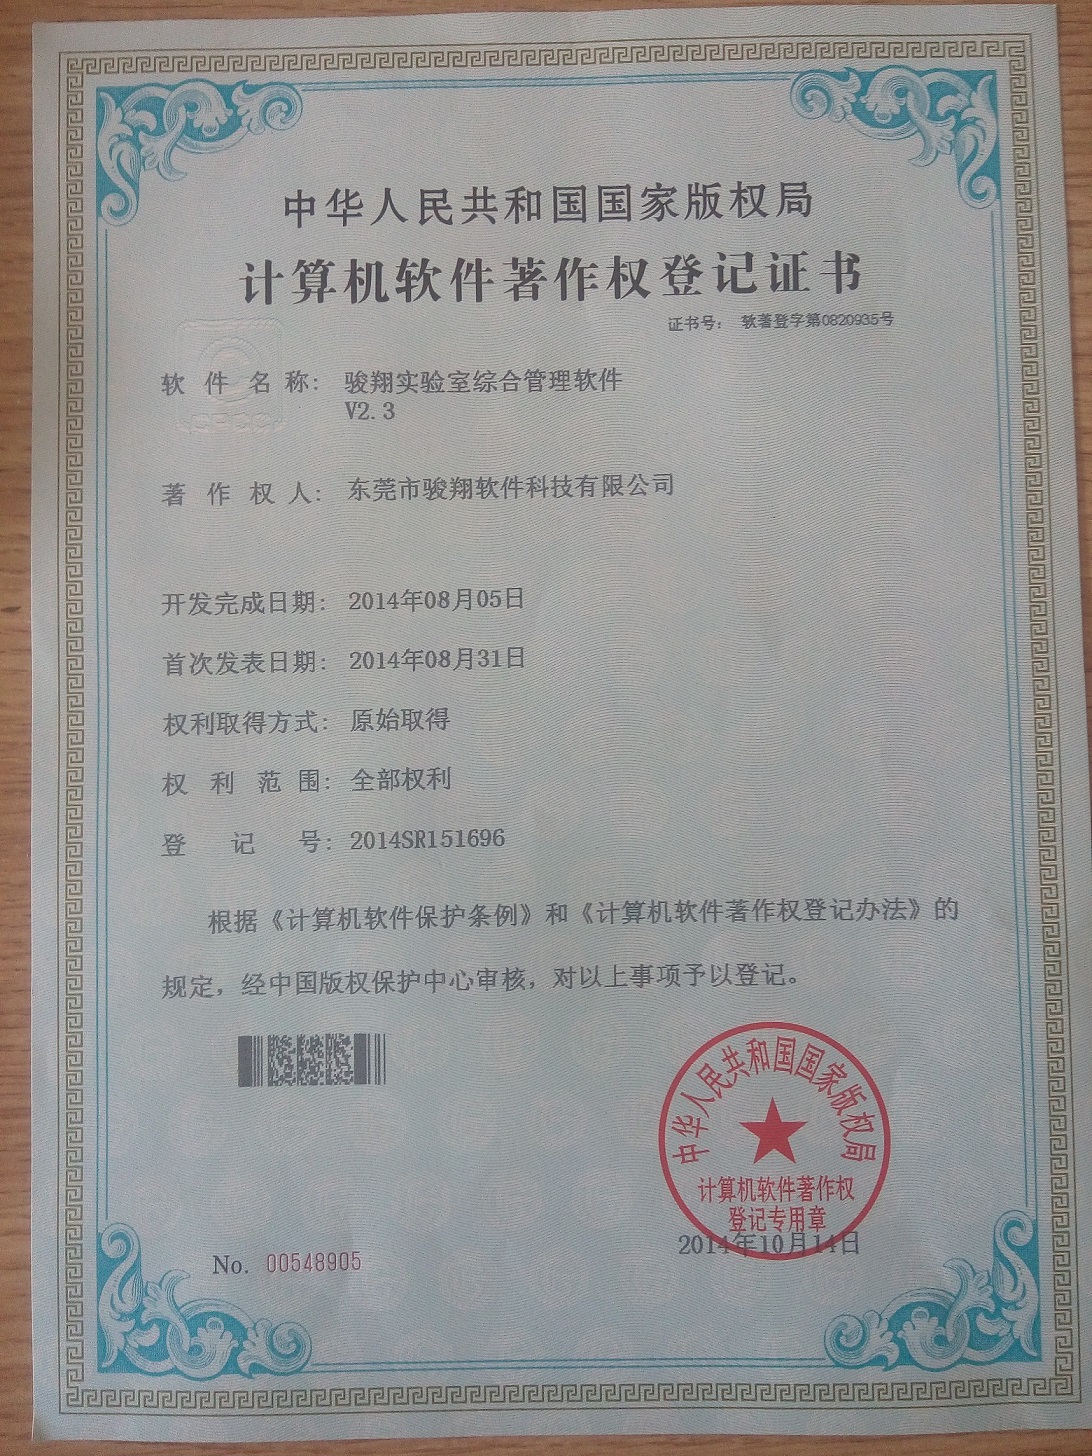 中华人民共和国国家版权局
计算机软件著作权登记证书
证书号： 软著登字第0820935号
软件名称： 骏翔实验室综合管理软件
V2.3
著作权人： 东莞市骏翔软件科技有限公司
开发完成日期： 2014年08月05日
首次发表日期： 2014年08月31日
权利取得方式： 原始取得
权利范围： 全部权利
登记号： 2014SR151696
根据《计算机软件保护条例》和《计算机软件著作权登记办法》的
规定，经中国版权保护中心审核，对以上事项予以登记。
中华人民共和国国家版权局
计算机软件著作权
登记专用章
2014年10月14日
No. 00548905